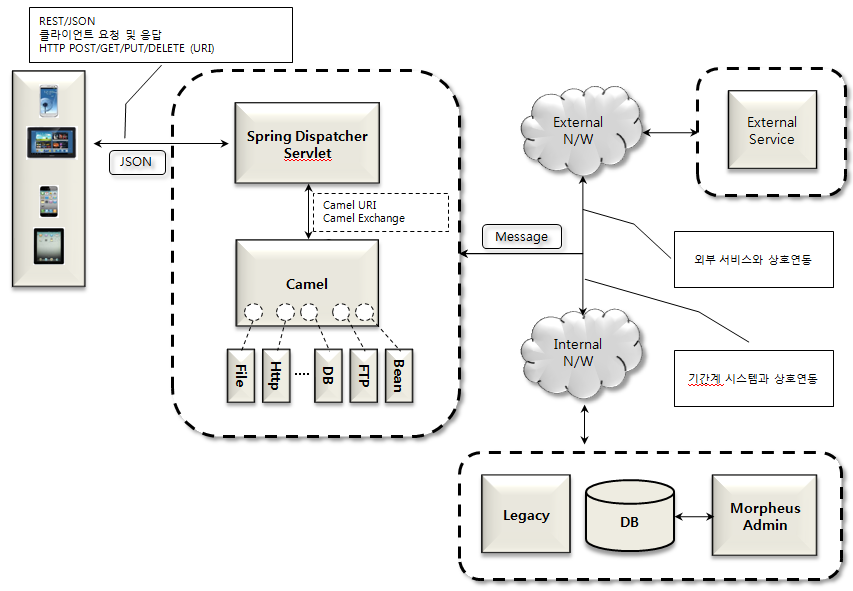 REST/JSON
클라이언트 요청 및 응답
HTTP POST/GET/PUT/DELETE (URI)
JSON
Spring Dispatcher
Servlet
Camel URI
Camel Exchange
Camel
File
Http
....
DB
FTP
Bean
Message
External
N/W
External
Service
외부 서비스와 상호연동
Internal
N/W
기간계 시스템과 상호연동
Legacy
DB
Morpheus
Admin